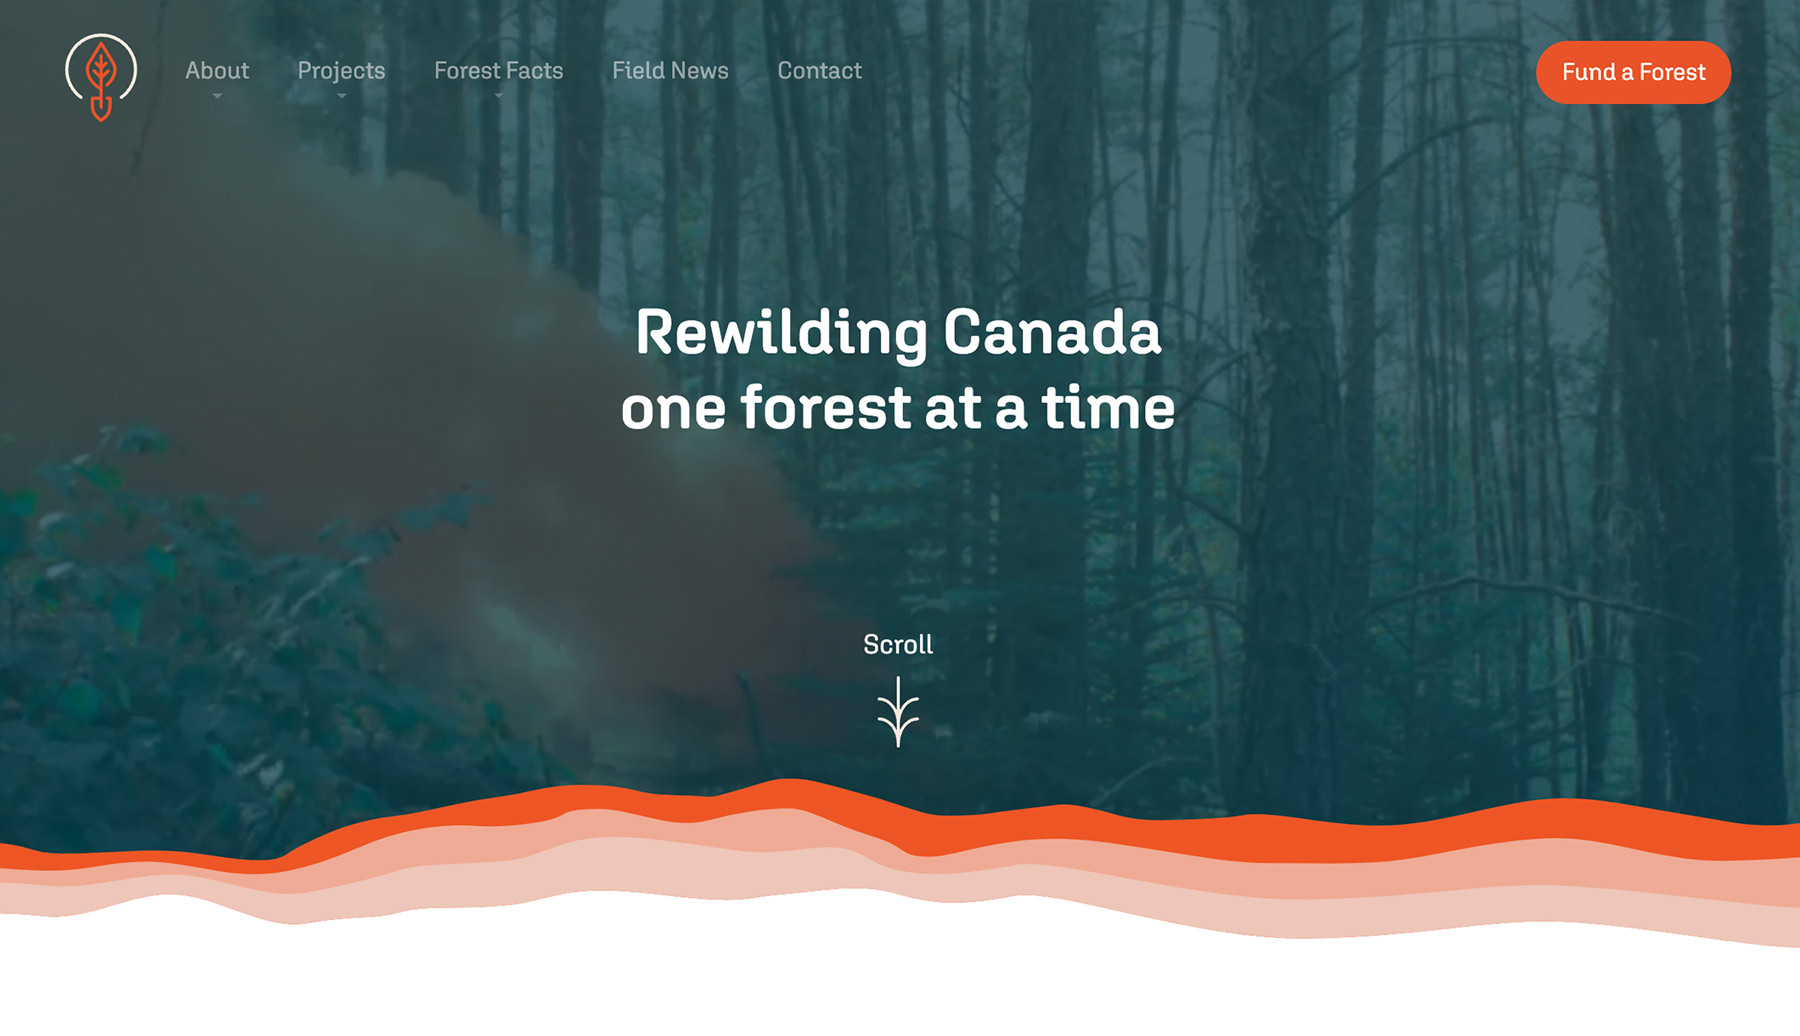 About
Projects
Forest Facts
Field News
Contact
Fund a Forest
Rewilding Canada
one forest at a time
Scroll